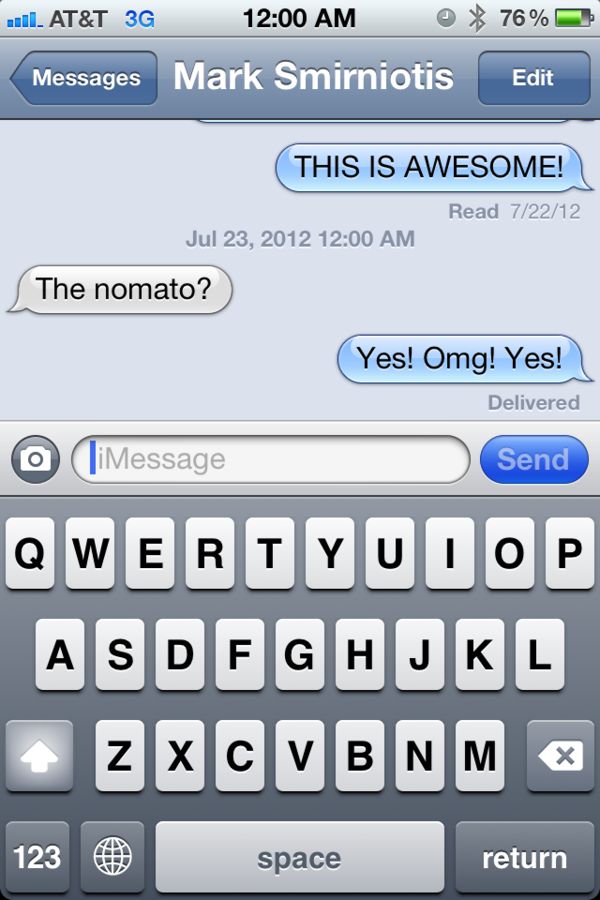 AT&T 3G 12:00 AM 76%
Messages Mark Smirniotis Edit
THIS IS AWESOME!
Read 7/22/12
Jul 23, 2012 12:00 AM
The nomato?
Yes! Omg! Yes!
Delivered
iMessage Send
Q W E R T Y U I O P
A S D F G H J K L
Z X C V B N M
123 space return